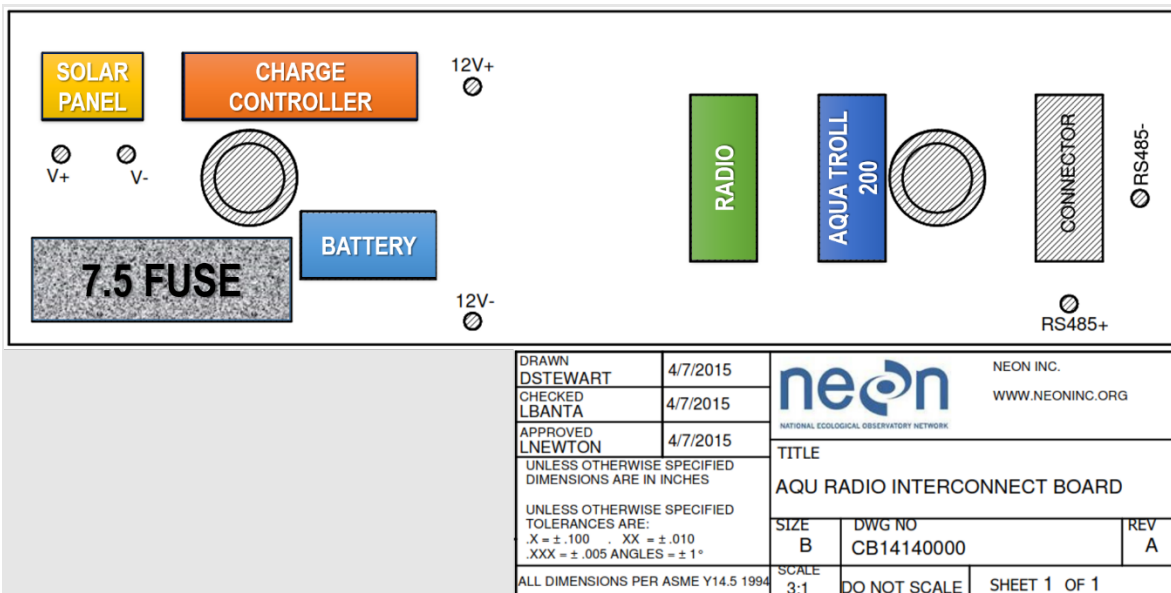 SOLAR
PANEL
CHARGE
CONTROLLER
12V+
V+
V-
7.5 FUSE
BATTERY
12V-
RADIO
AQUA TROLL
200
CONNECTOR
RS485-
RS485+
DRAWN
DSTEWART
4/7/2015
CHECKED
LBANTA
4/7/2015
APPROVED
LNEWTON
4/7/2015
UNLESS OTHERWISE SPECIFIED
DIMENSIONS ARE IN INCHES
UNLESS OTHERWISE SPECIFIED
TOLERANCES ARE:
.X = ± .100 . XX = ± .010
.XXX = ± .005 ANGLES = ± 1°
ALL DIMENSIONS PER ASME Y14.5 1994
neon
NATIONAL ECOLOGICAL OBSERVATORY NETWORK
NEON INC.
WWW.NEONINC.ORG
TITLE
AQU RADIO INTERCONNECT BOARD
SIZE
B
DWG NO
CB14140000
REV
A
SCALE
3:1
DO NOT SCALE
SHEET 1 OF 1